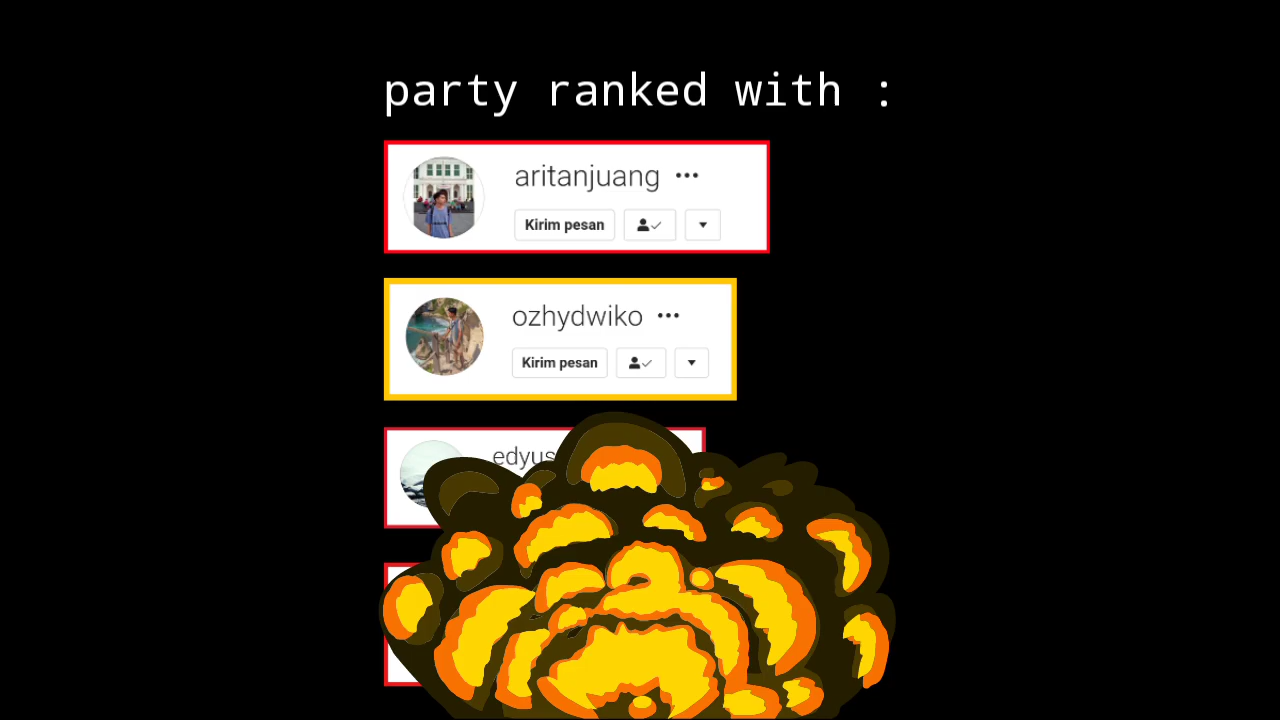 party ranked with :
aritanjuang
Kirim pesan
ozhydwiko
Kirim pesan